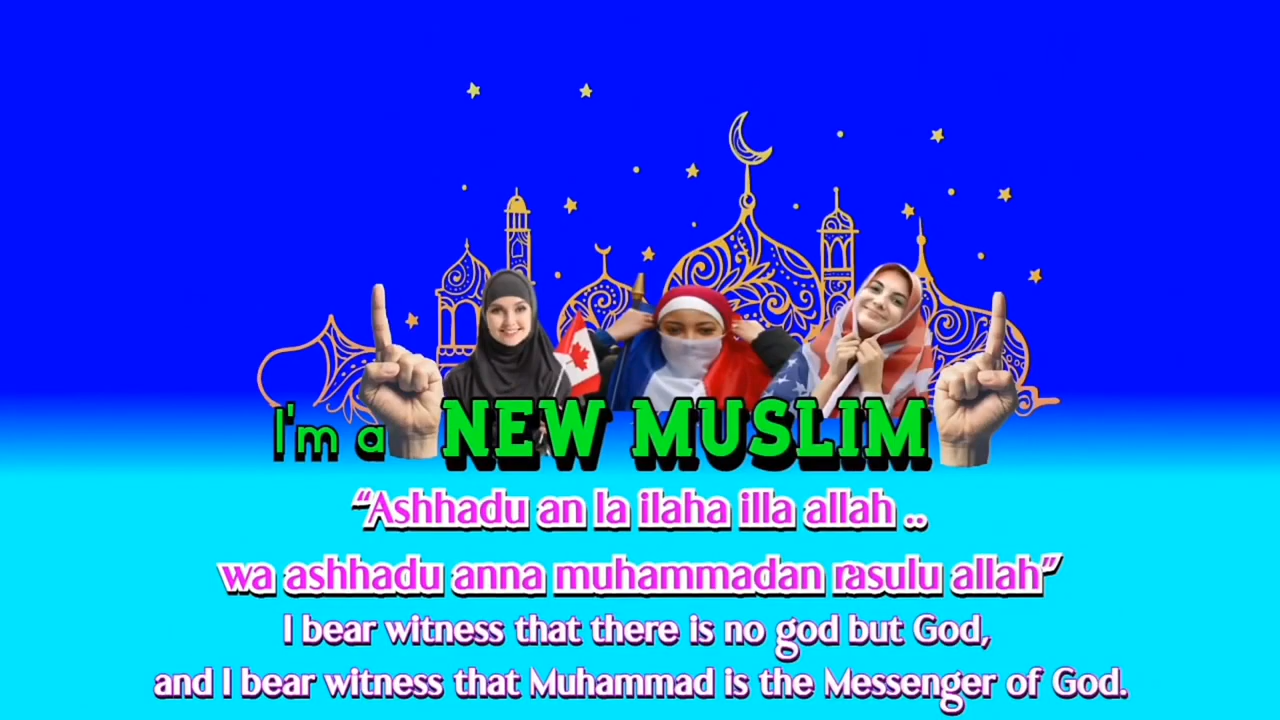 I'm a NEW MUSLIM
“Ashhadu an la ilaha illa allah ..
wa ashhadu anna muhammadan rasulu allah”
I bear witness that there is no god but God,
and I bear witness that Muhammad is the Messenger of God.